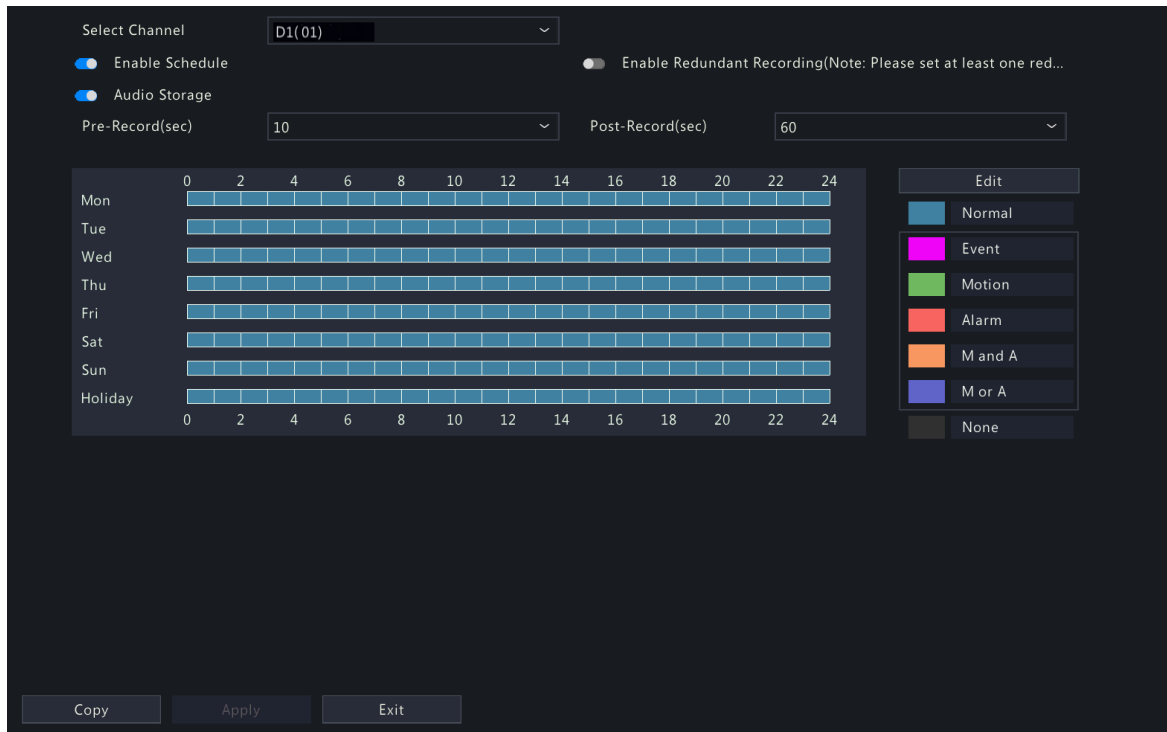 Select Channel D1( 01)
Enable Schedule Enable Redundant Recording(Note: Please set at least one red...
Audio Storage
Pre-Record(sec) 10 Post-Record(sec) 60
0 2 4 6 8 10 12 14 16 18 20 22 24
Mon
Tue
Wed
Thu
Fri
Sat
Sun
Holiday
0 2 4 6 8 10 12 14 16 18 20 22 24
Edit
Normal
Event
Motion
Alarm
M and A
M or A
None
Copy Apply Exit